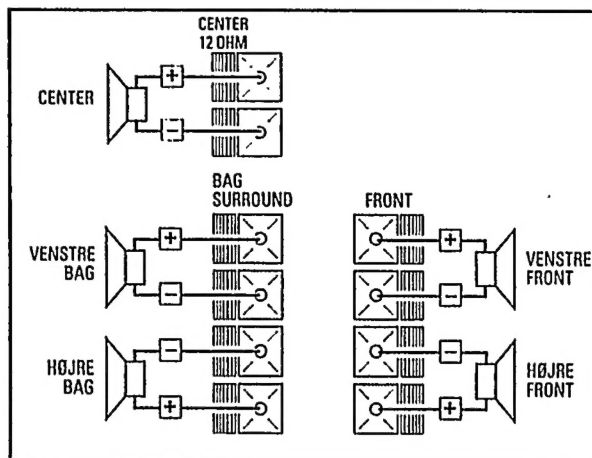 CENTER
12 OHM
CENTER
+
−
BAG
SURROUND
FRONT
VENSTRE
BAG
+
−
+
−
VENSTRE
FRONT
HØJRE
BAG
−
+
−
+
HØJRE
FRONT